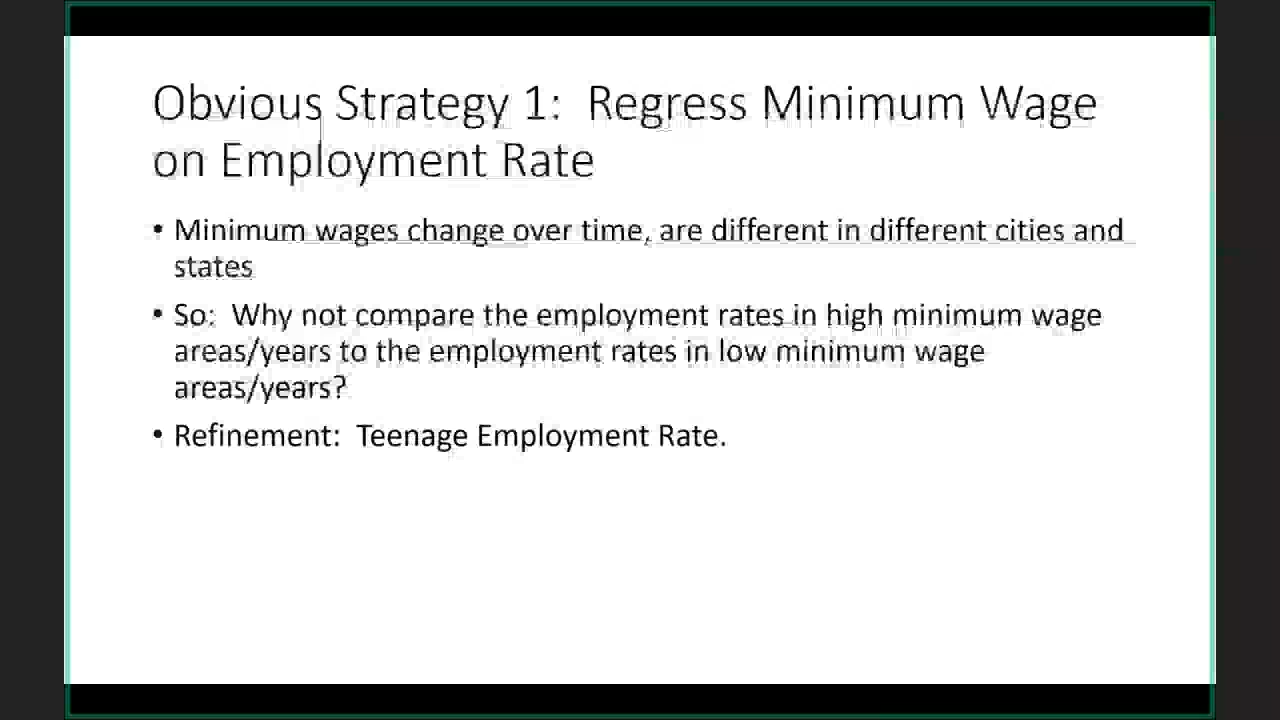 Obvious Strategy 1:  Regress Minimum Wage
on Employment Rate
• Minimum wages change over time, are different in different cities and
states
• So:  Why not compare the employment rates in high minimum wage
areas/years to the employment rates in low minimum wage
areas/years?
• Refinement:  Teenage Employment Rate.